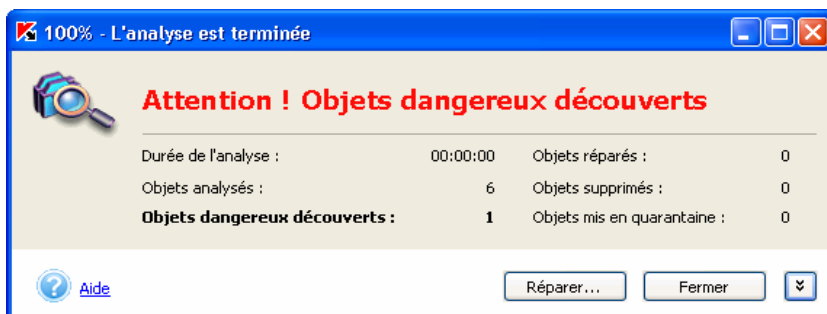 100% - L'analyse est terminée
Attention ! Objets dangereux découverts
Durée de l'analyse : 00:00:00 Objets réparés : 0
Objets analysés : 6 Objets supprimés : 0
Objets dangereux découverts : 1 Objets mis en quarantaine : 0
Aide Réparer... Fermer